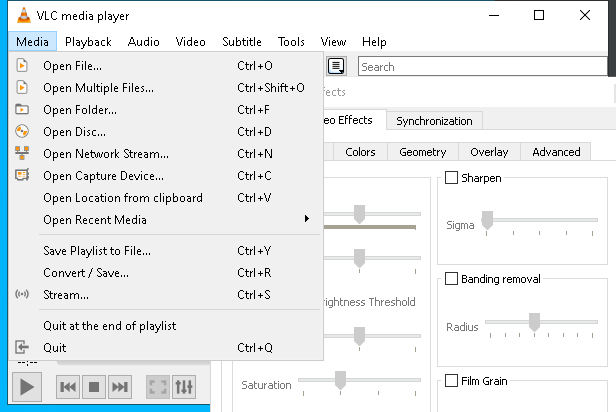 VLC media player
Media Playback Audio Video Subtitle Tools View Help
Open File... Ctrl+O
Search
Open Multiple Files... Ctrl+Shift+O
fects
Open Folder... Ctrl+F
eo Effects Synchronization
Open Disc... Ctrl+D
Open Network Stream... Ctrl+N
Colors Geometry Overlay Advanced
Open Capture Device... Ctrl+C
Sharpen
Open Location from clipboard Ctrl+V
Open Recent Media
Sigma
Save Playlist to File... Ctrl+Y
Convert / Save... Ctrl+R
Banding removal
Stream... Ctrl+S
rightness Threshold
Quit at the end of playlist
Radius
Quit Ctrl+Q
--:--
Saturation
Film Grain